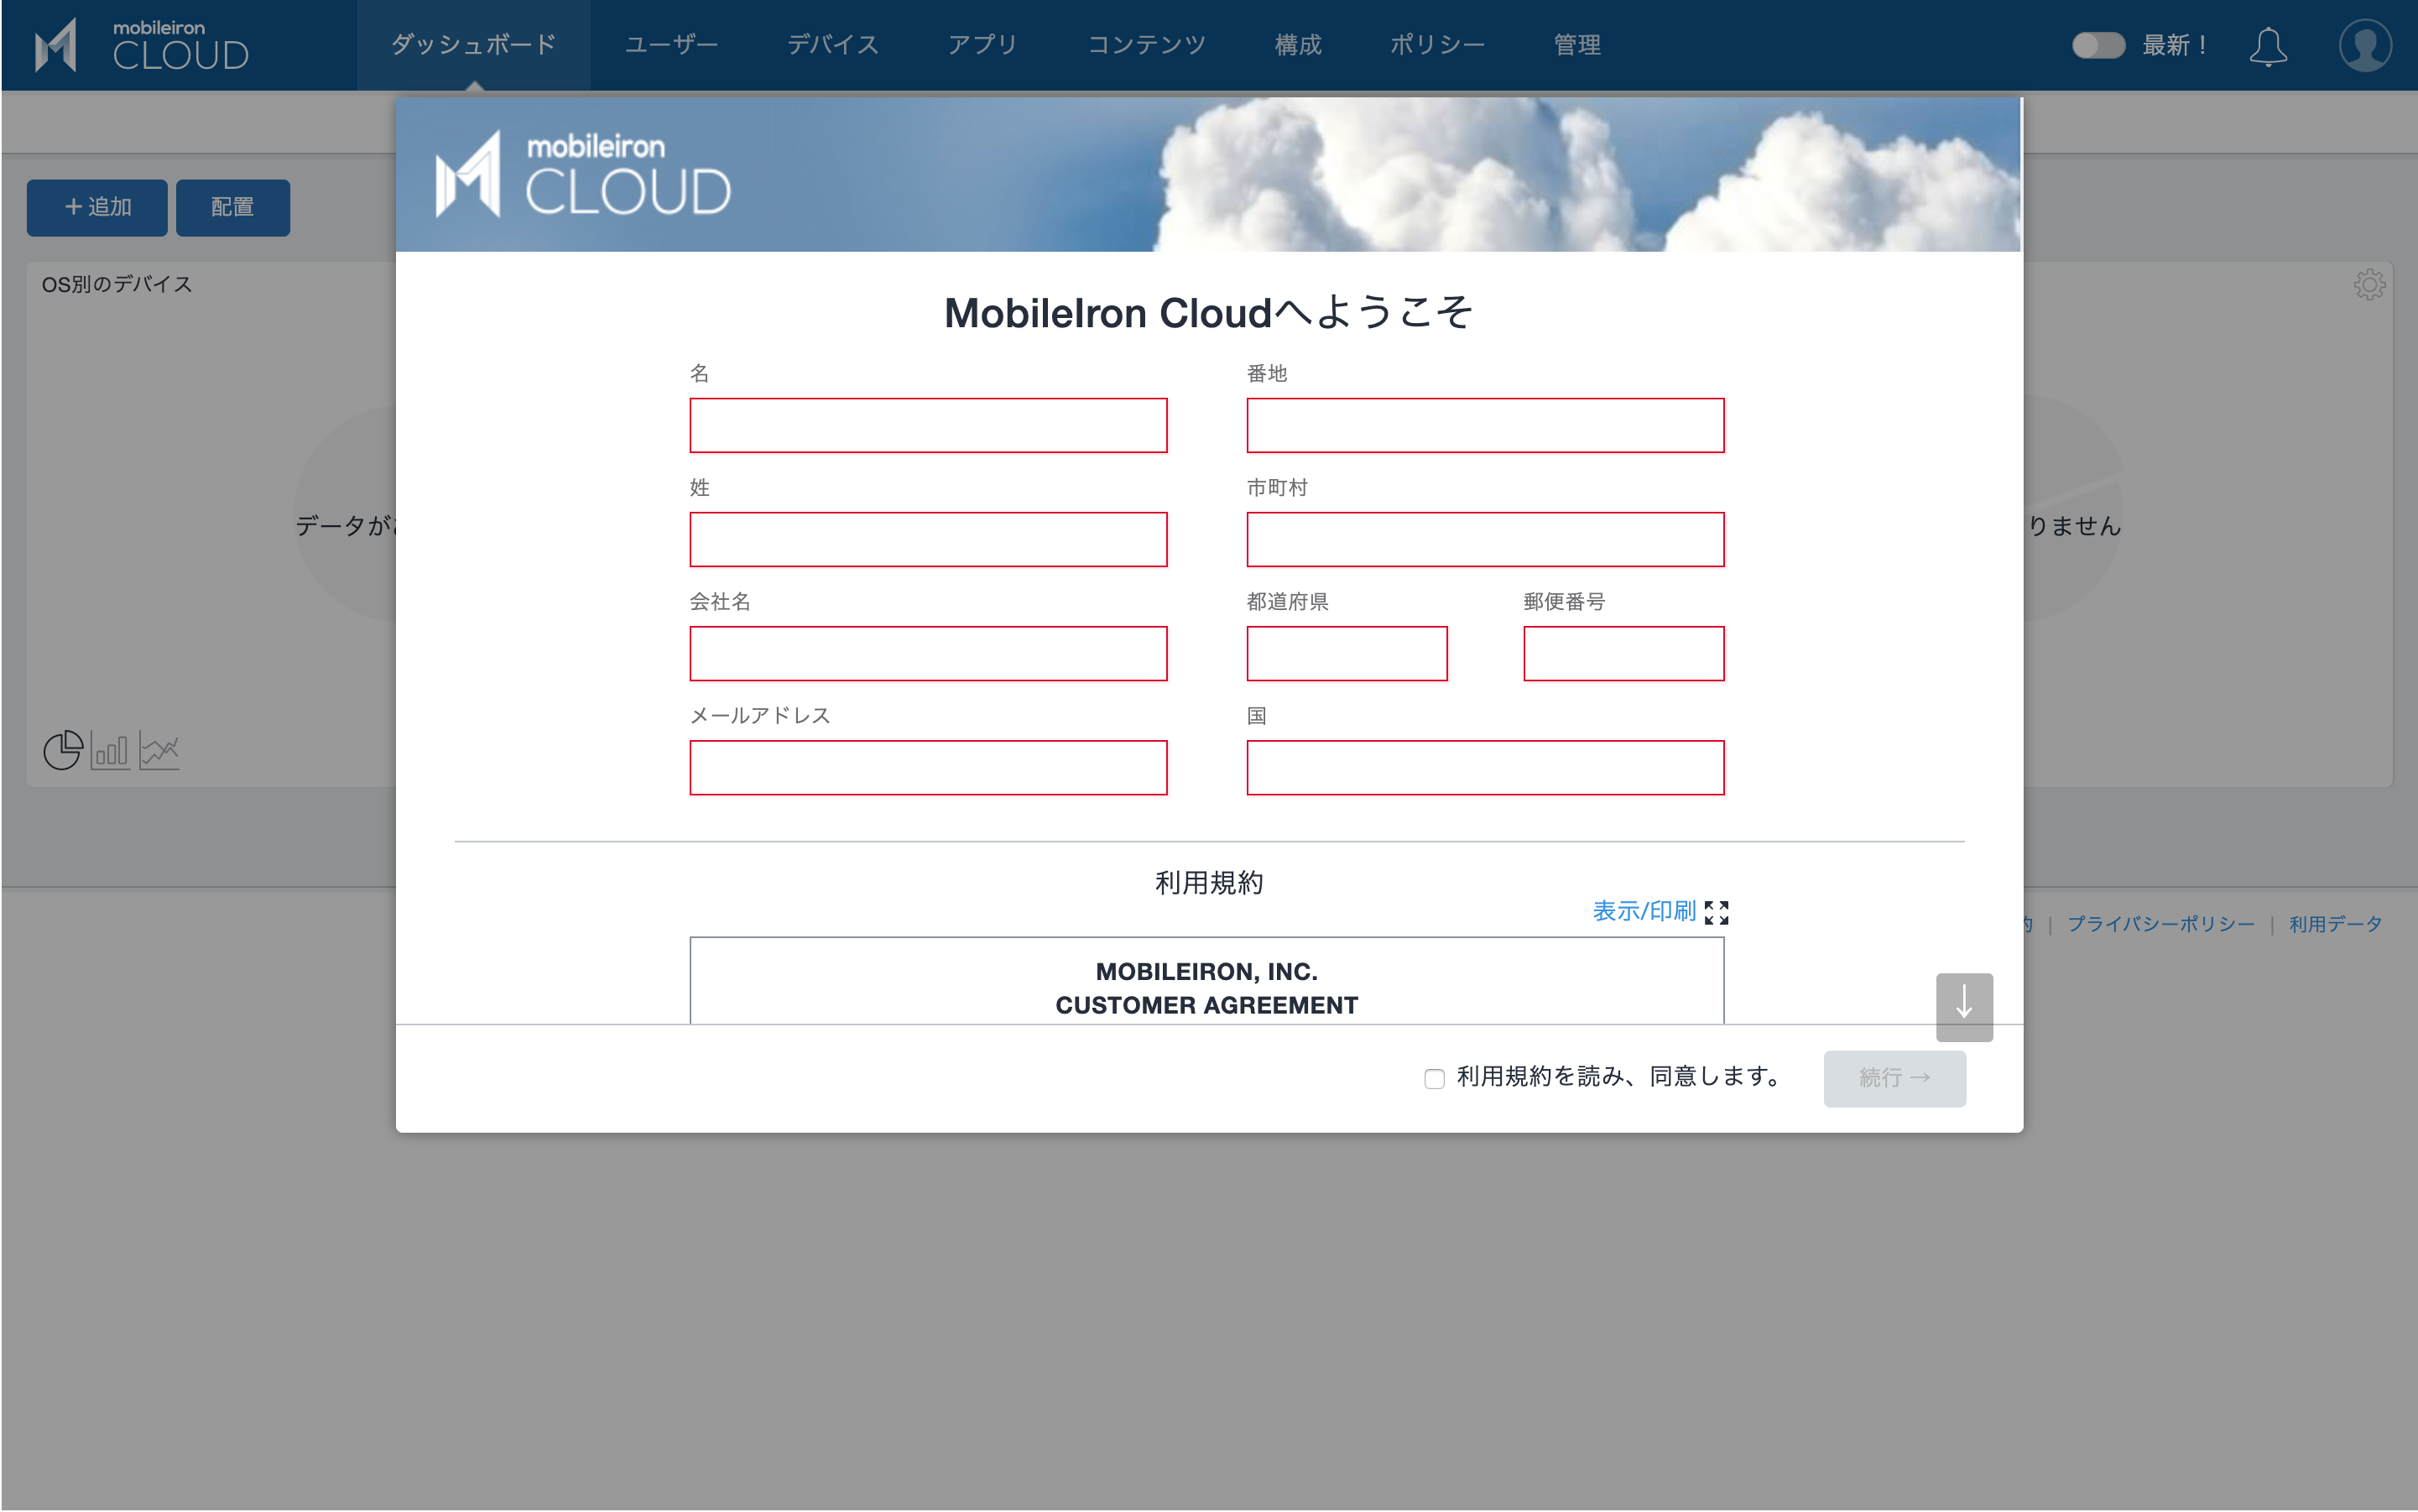 mobileiron
CLOUD
ダッシュボード
ユーザー
デバイス
アプリ
コンテンツ
構成
ポリシー
管理
最新！
mobileiron
CLOUD
＋追加
配置
OS別のデバイス
MobileIron Cloudへようこそ
名
番地
姓
市町村
データが
りません
会社名
都道府県
郵便番号
メールアドレス
国
利用規約
表示/印刷
約 | プライバシーポリシー | 利用データ
MOBILEIRON, INC.
CUSTOMER AGREEMENT
利用規約を読み、同意します。
続行 →